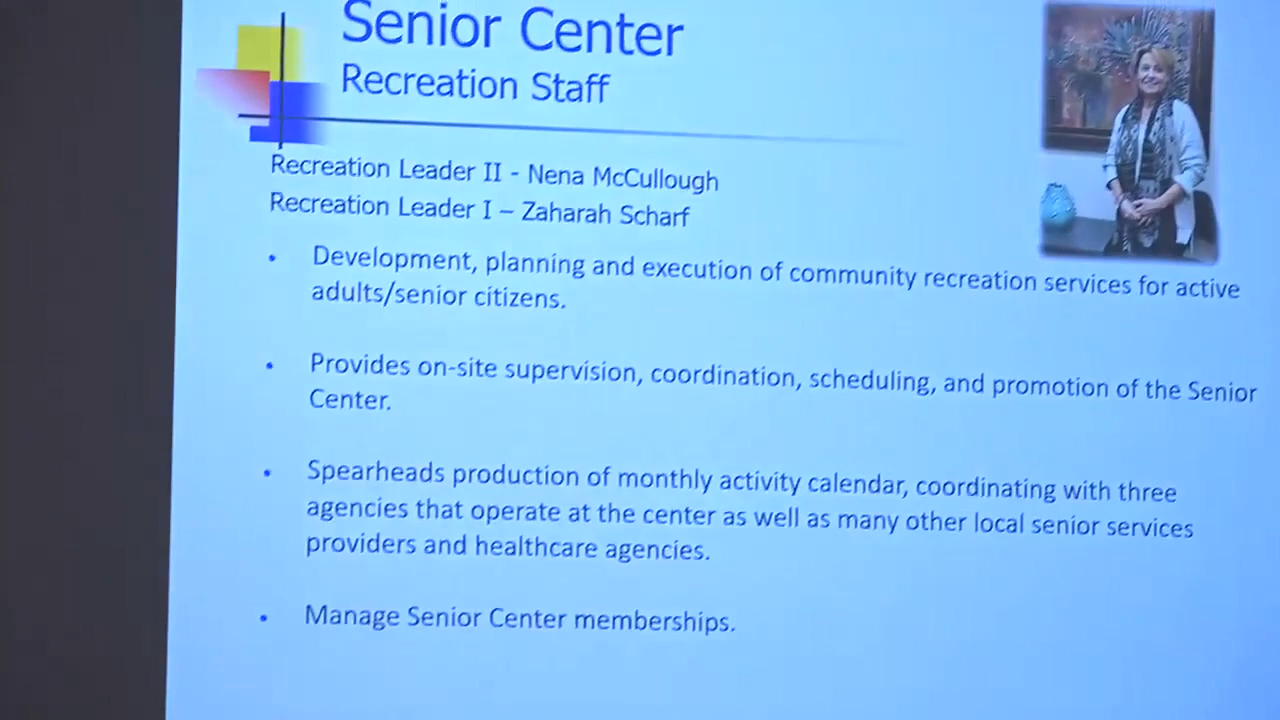 Senior Center
Recreation Staff
Recreation Leader II - Nena McCullough
Recreation Leader I – Zaharah Scharf
• Development, planning and execution of community recreation services for active
adults/senior citizens.
• Provides on-site supervision, coordination, scheduling, and promotion of the Senior
Center.
• Spearheads production of monthly activity calendar, coordinating with three
agencies that operate at the center as well as many other local senior services
providers and healthcare agencies.
• Manage Senior Center memberships.